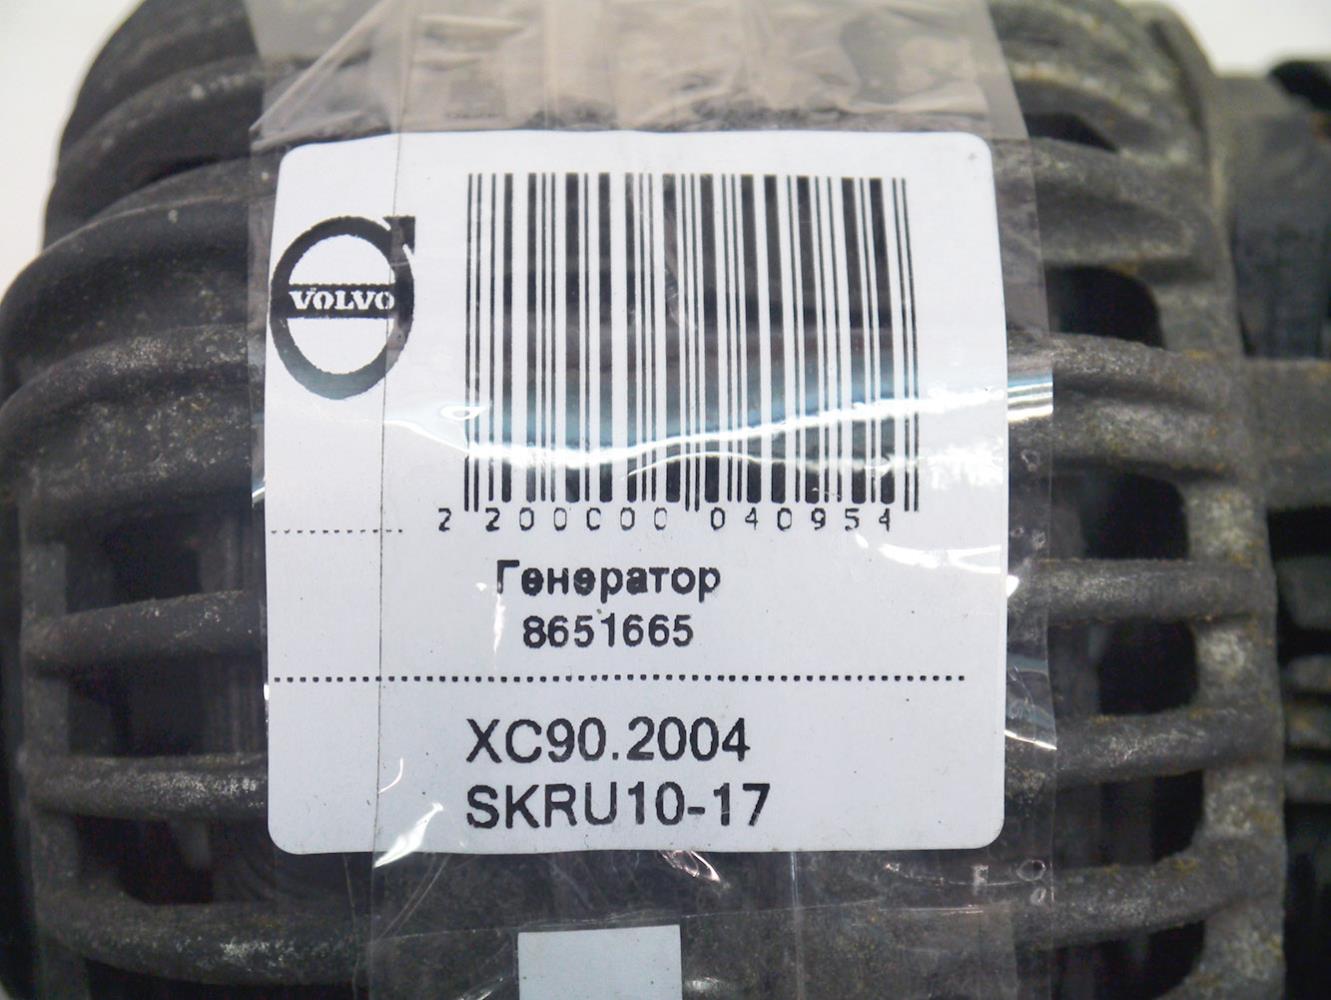 VOLVO
2 200000 040954
Генератор
8651665
XC90.2004
SKRU10-17